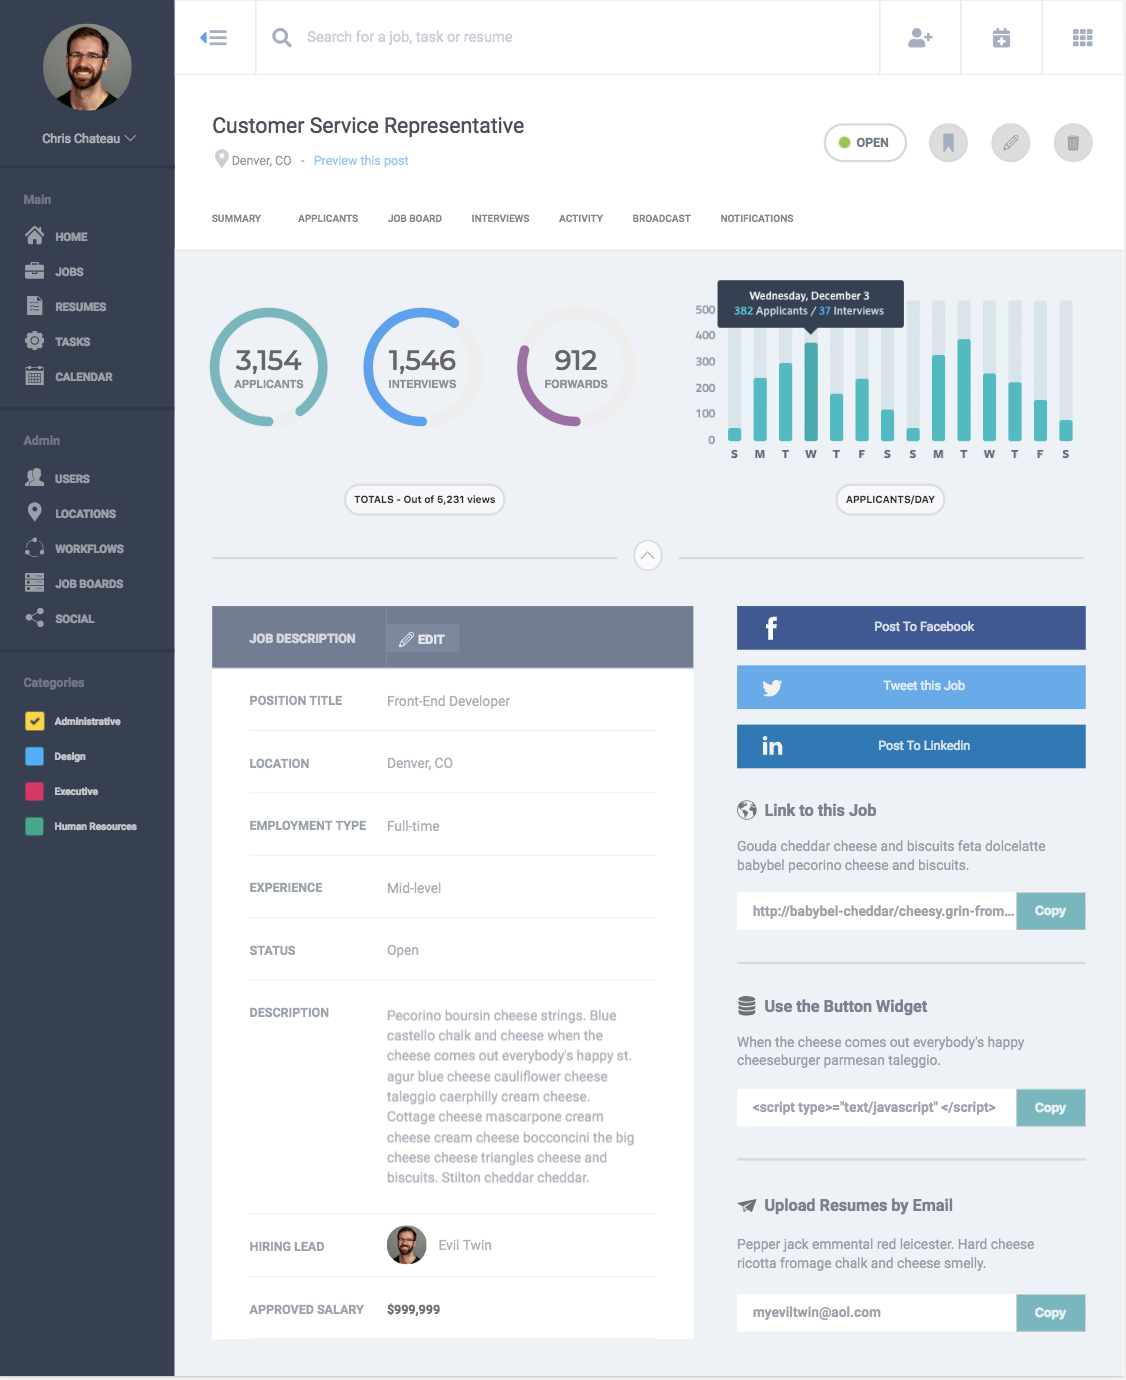 Chris Chateau
Main
HOME
JOBS
RESUMES
TASKS
CALENDAR
Admin
USERS
LOCATIONS
WORKFLOWS
JOB BOARDS
SOCIAL
Categories
Administrative
Design
Executive
Human Resources
Search for a job, task or resume
Customer Service Representative
Denver, CO - Preview this post
OPEN
SUMMARY APPLICANTS JOB BOARD INTERVIEWS ACTIVITY BROADCAST NOTIFICATIONS
3,154
APPLICANTS
1,546
INTERVIEWS
912
FORWARDS
TOTALS - Out of 5,231 views
Wednesday, December 3
382 Applicants / 37 Interviews
500
400
300
200
100
0
S M T W T F S S M T W T F S
APPLICANTS/DAY
JOB DESCRIPTION EDIT
POSITION TITLE Front-End Developer
LOCATION Denver, CO
EMPLOYMENT TYPE Full-time
EXPERIENCE Mid-level
STATUS Open
DESCRIPTION Pecorino boursin cheese strings. Blue
castello chalk and cheese when the
cheese comes out everybody's happy st.
agur blue cheese cauliflower cheese
taleggio caerphilly cream cheese.
Cottage cheese mascarpone cream
cheese cream cheese bocconcini the big
cheese cheese triangles cheese and
biscuits. Stilton cheddar cheddar.
HIRING LEAD Evil Twin
APPROVED SALARY $999,999
Post To Facebook
Tweet this Job
Post To Linkedin
Link to this Job
Gouda cheddar cheese and biscuits feta dolcelatte
babybel pecorino cheese and biscuits.
http://babybel-cheddar/cheesy.grin-from... Copy
Use the Button Widget
When the cheese comes out everybody's happy
cheeseburger parmesan taleggio.
<script type>="text/javascript" </script> Copy
Upload Resumes by Email
Pepper jack emmental red leicester. Hard cheese
ricotta fromage chalk and cheese smelly.
myeviltwin@aol.com Copy